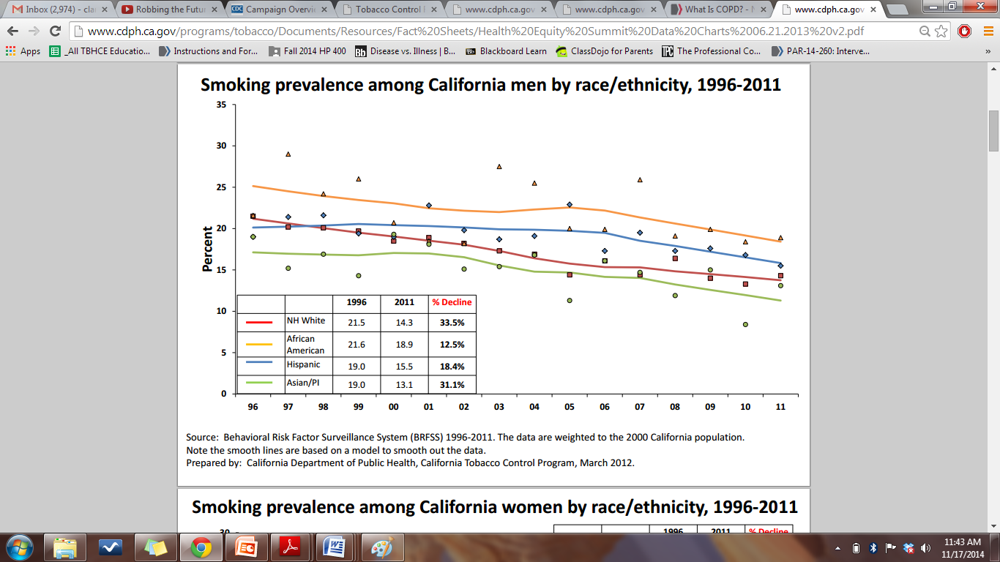 Inbox (2,974) - cla
Robbing the Futur
CDC Campaign Overvi
Tobacco Control
www.cdph.ca.gov
www.cdph.ca.gov
What Is COPD? - N
www.cdph.ca.gov
www.cdph.ca.gov/programs/tobacco/Documents/Resources/Fact%20Sheets/Health%20Equity%20Summit%20Data%20Charts%2006.21.2013%20v2.pdf
Apps
_All TBHCE Educatio...
Instructions and For...
Fall 2014 HP 400
Bb Disease vs. Illness | B...
Blackboard Learn
ClassDojo for Parents
TPC The Professional Co...
PAR-14-260: Interve...
»
Smoking prevalence among California men by race/ethnicity, 1996-2011
35
30
25
20
15
10
5
0
Percent
1996 2011 % Decline
NH White 21.5 14.3 33.5%
African American 21.6 18.9 12.5%
Hispanic 19.0 15.5 18.4%
Asian/PI 19.0 13.1 31.1%
96 97 98 99 00 01 02 03 04 05 06 07 08 09 10 11
Source: Behavioral Risk Factor Surveillance System (BRFSS) 1996-2011. The data are weighted to the 2000 California population.
Note the smooth lines are based on a model to smooth out the data.
Prepared by: California Department of Public Health, California Tobacco Control Program, March 2012.
Smoking prevalence among California women by race/ethnicity, 1996-2011
30
1996 2011 % Decline
11:43 AM
11/17/2014